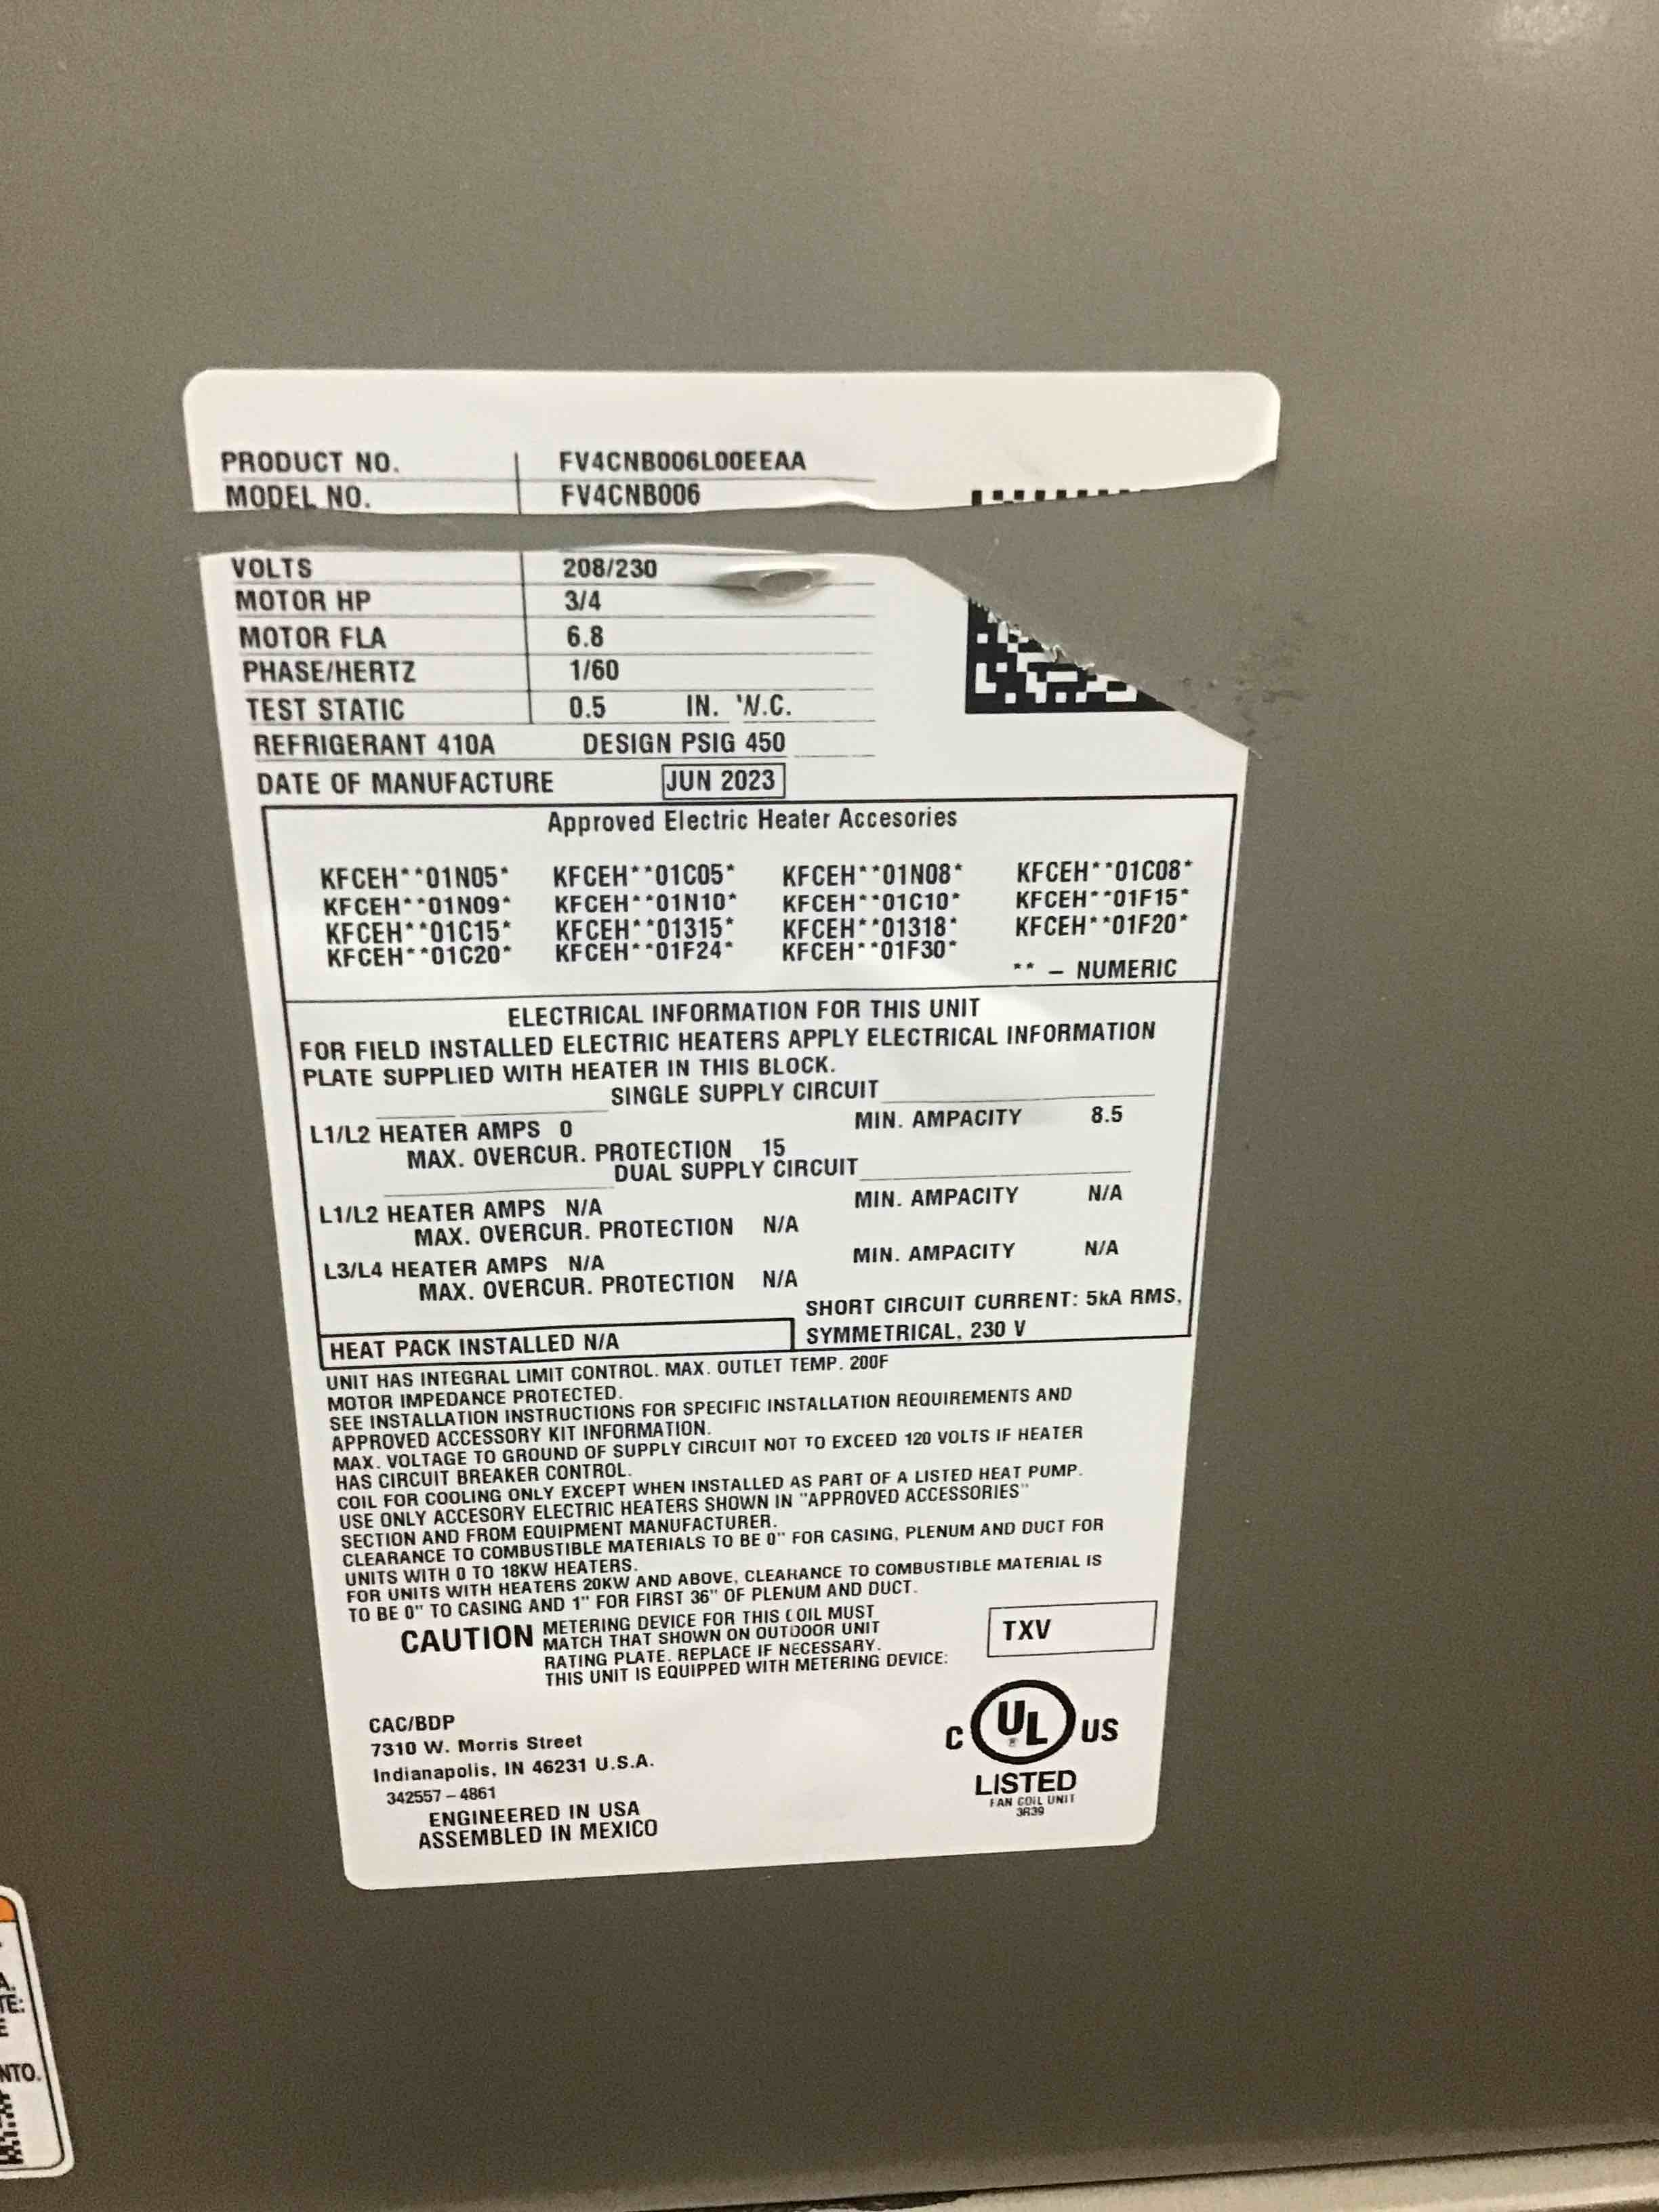 PRODUCT NO. FV4CNB006L00EEAA
MODEL NO. FV4CNB006
VOLTS 208/230
MOTOR HP 3/4
MOTOR FLA 6.8
PHASE/HERTZ 1/60
TEST STATIC 0.5 IN. W.C.
REFRIGERANT 410A DESIGN PSIG 450
DATE OF MANUFACTURE JUN 2023
Approved Electric Heater Accesories
KFCEH**01N05* KFCEH**01C05* KFCEH**01N08* KFCEH**01C08*
KFCEH**01N09* KFCEH**01N10* KFCEH**01C10* KFCEH**01F15*
KFCEH**01C15* KFCEH**01315* KFCEH**01318* KFCEH**01F20*
KFCEH**01C20* KFCEH**01F24* KFCEH**01F30*
** – NUMERIC
ELECTRICAL INFORMATION FOR THIS UNIT
FOR FIELD INSTALLED ELECTRIC HEATERS APPLY ELECTRICAL INFORMATION
PLATE SUPPLIED WITH HEATER IN THIS BLOCK.
SINGLE SUPPLY CIRCUIT
L1/L2 HEATER AMPS 0 MIN. AMPACITY 8.5
MAX. OVERCUR. PROTECTION 15
DUAL SUPPLY CIRCUIT
L1/L2 HEATER AMPS N/A MIN. AMPACITY N/A
MAX. OVERCUR. PROTECTION N/A
L3/L4 HEATER AMPS N/A MIN. AMPACITY N/A
MAX. OVERCUR. PROTECTION N/A
SHORT CIRCUIT CURRENT: 5kA RMS,
SYMMETRICAL, 230 V
HEAT PACK INSTALLED N/A
UNIT HAS INTEGRAL LIMIT CONTROL. MAX. OUTLET TEMP. 200F
MOTOR IMPEDANCE PROTECTED.
SEE INSTALLATION INSTRUCTIONS FOR SPECIFIC INSTALLATION REQUIREMENTS AND
APPROVED ACCESSORY KIT INFORMATION.
MAX. VOLTAGE TO GROUND OF SUPPLY CIRCUIT NOT TO EXCEED 120 VOLTS IF HEATER
HAS CIRCUIT BREAKER CONTROL.
COIL FOR COOLING ONLY EXCEPT WHEN INSTALLED AS PART OF A LISTED HEAT PUMP.
USE ONLY ACCESORY ELECTRIC HEATERS SHOWN IN "APPROVED ACCESSORIES"
SECTION AND FROM EQUIPMENT MANUFACTURER.
CLEARANCE TO COMBUSTIBLE MATERIALS TO BE 0" FOR CASING, PLENUM AND DUCT FOR
UNITS WITH 0 TO 18KW HEATERS.
FOR UNITS WITH HEATERS 20KW AND ABOVE, CLEARANCE TO COMBUSTIBLE MATERIAL IS
TO BE 0" TO CASING AND 1" FOR FIRST 36" OF PLENUM AND DUCT.
CAUTION METERING DEVICE FOR THIS COIL MUST
MATCH THAT SHOWN ON OUTDOOR UNIT
RATING PLATE. REPLACE IF NECESSARY.
THIS UNIT IS EQUIPPED WITH METERING DEVICE:
TXV
CAC/BDP
7310 W. Morris Street
Indianapolis, IN 46231 U.S.A.
342557 – 4861
ENGINEERED IN USA
ASSEMBLED IN MEXICO
C UL US
LISTED
FAN COIL UNIT
3R39
A.
TE:
E
NTO.